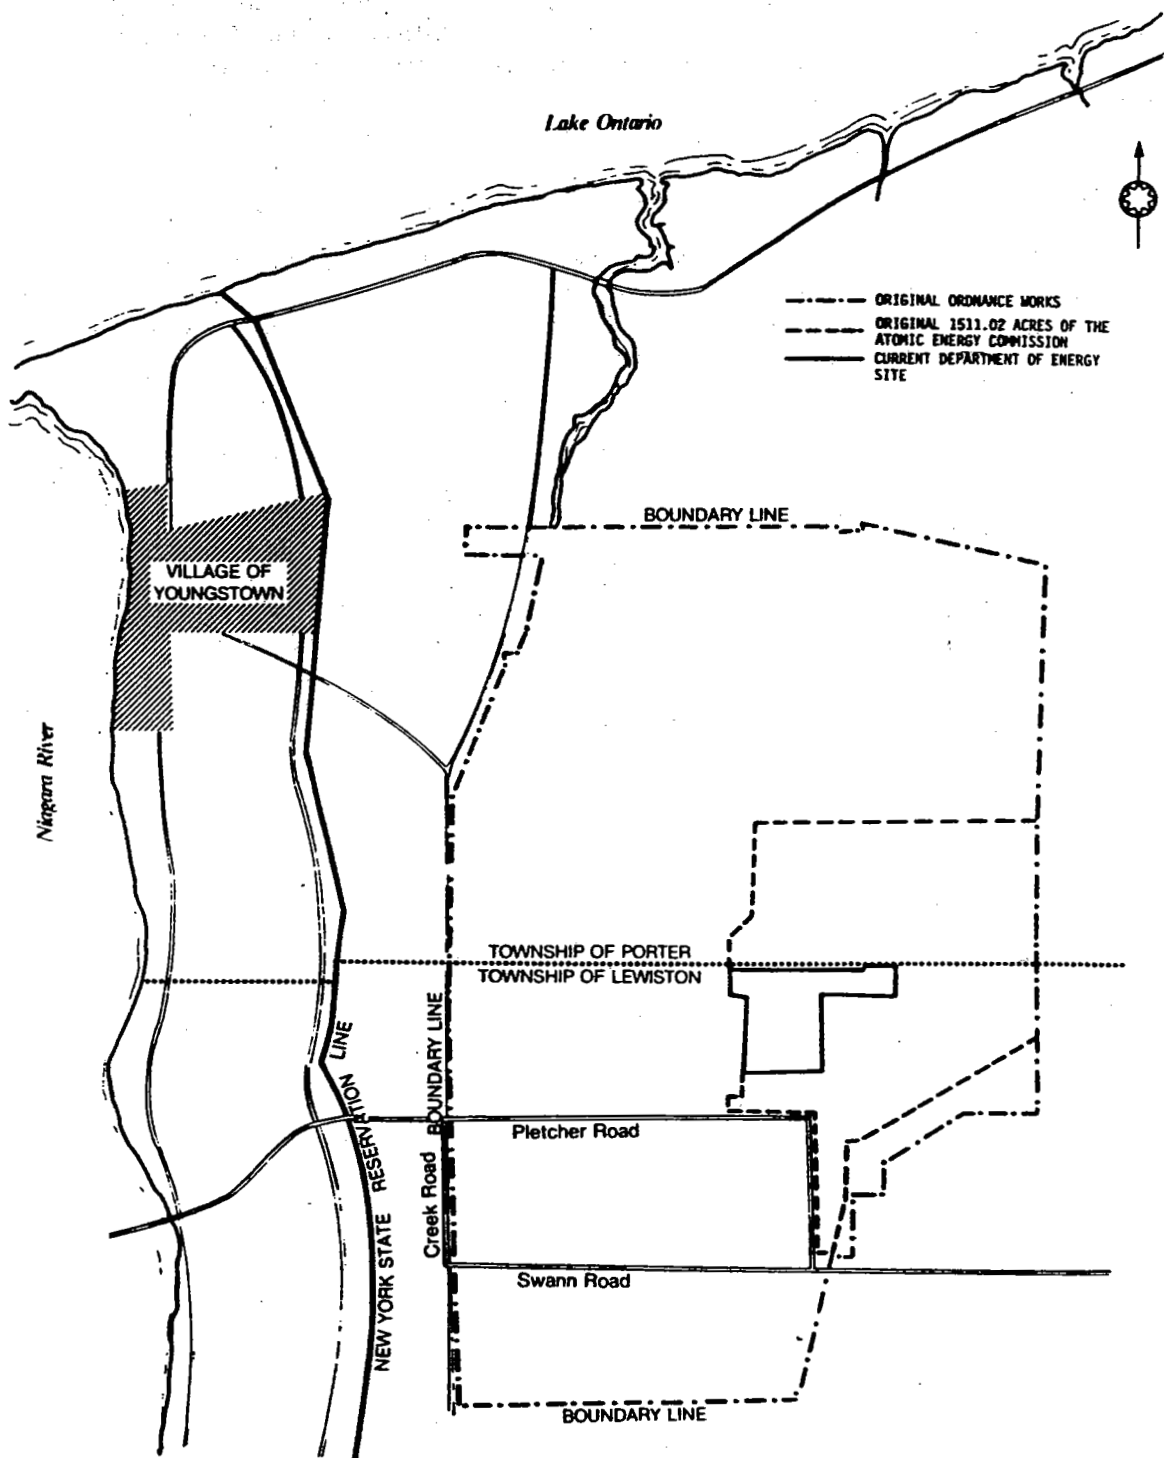 Lake Ontario
ORIGINAL ORDNANCE WORKS
ORIGINAL 1511.02 ACRES OF THE
ATOMIC ENERGY COMMISSION
CURRENT DEPARTMENT OF ENERGY
SITE
BOUNDARY LINE
VILLAGE OF
YOUNGSTOWN
Niagara River
TOWNSHIP OF PORTER
TOWNSHIP OF LEWISTON
BOUNDARY LINE
NEW YORK STATE RESERVATION LINE
Pletcher Road
Creek Road
Swann Road
BOUNDARY LINE